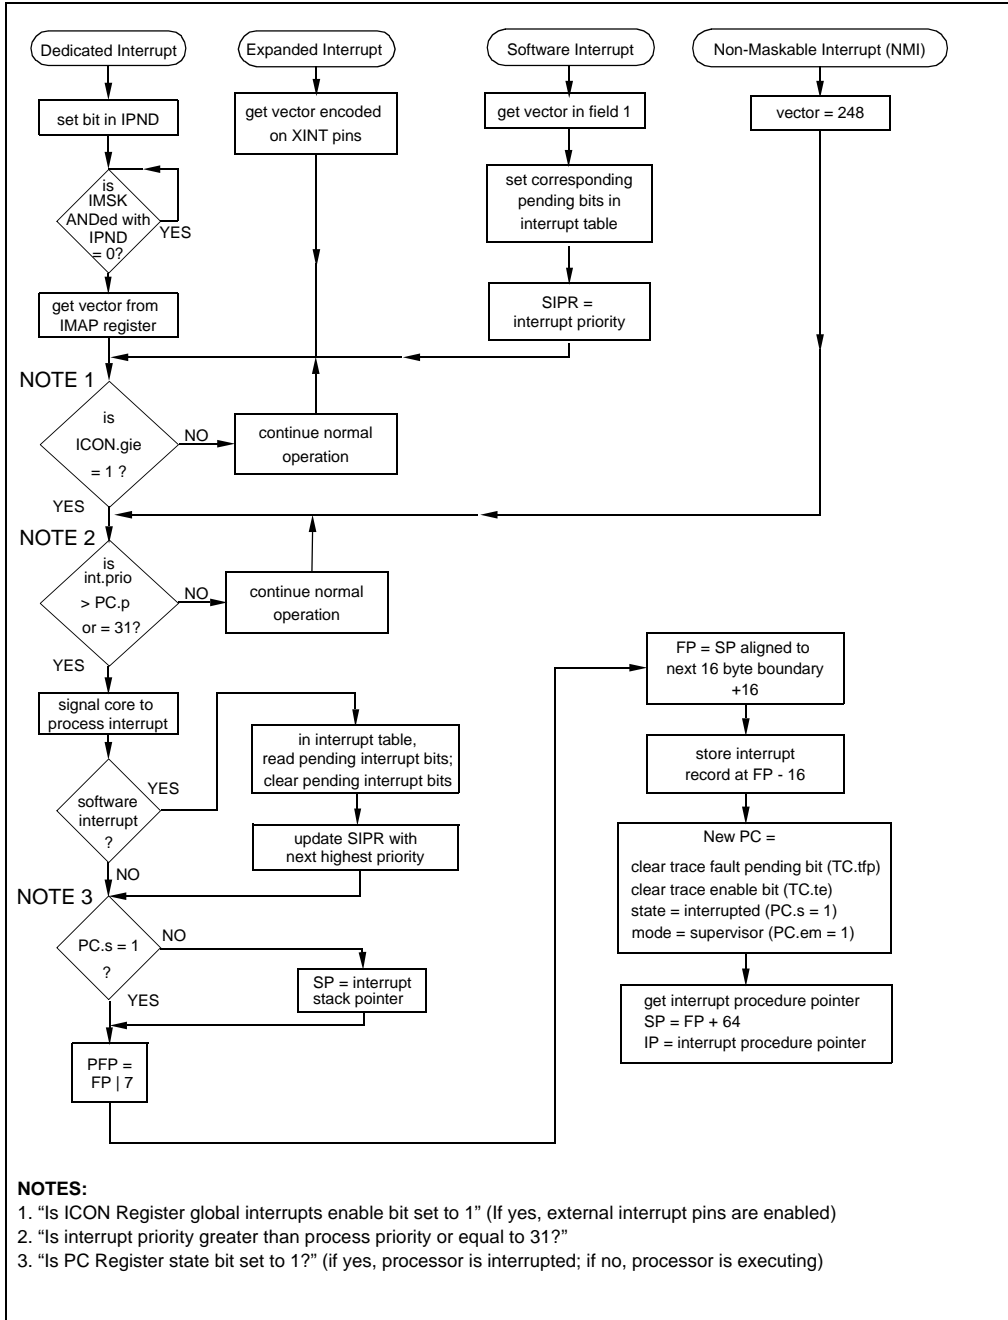 Dedicated Interrupt
Expanded Interrupt
Software Interrupt
Non-Maskable Interrupt (NMI)
set bit in IPND
get vector encoded
on XINT pins
get vector in field 1
vector = 248
is
IMSK
ANDed with
IPND
= 0?
YES
set corresponding
pending bits in
interrupt table
get vector from
IMAP register
SIPR =
interrupt priority
NOTE 1
is
ICON.gie
= 1 ?
NO
continue normal
operation
YES
NOTE 2
is
int.prio
> PC.p
or = 31?
NO
continue normal
operation
YES
signal core to
process interrupt
software
interrupt
?
YES
in interrupt table,
read pending interrupt bits;
clear pending interrupt bits
update SIPR with
next highest priority
NO
NOTE 3
PC.s = 1
?
NO
SP = interrupt
stack pointer
YES
PFP =
FP | 7
FP = SP aligned to
next 16 byte boundary
+16
store interrupt
record at FP - 16
New PC =
clear trace fault pending bit (TC.tfp)
clear trace enable bit (TC.te)
state = interrupted (PC.s = 1)
mode = supervisor (PC.em = 1)
get interrupt procedure pointer
SP = FP + 64
IP = interrupt procedure pointer
NOTES:
1. “Is ICON Register global interrupts enable bit set to 1” (If yes, external interrupt pins are enabled)
2. “Is interrupt priority greater than process priority or equal to 31?”
3. “Is PC Register state bit set to 1?” (if yes, processor is interrupted; if no, processor is executing)